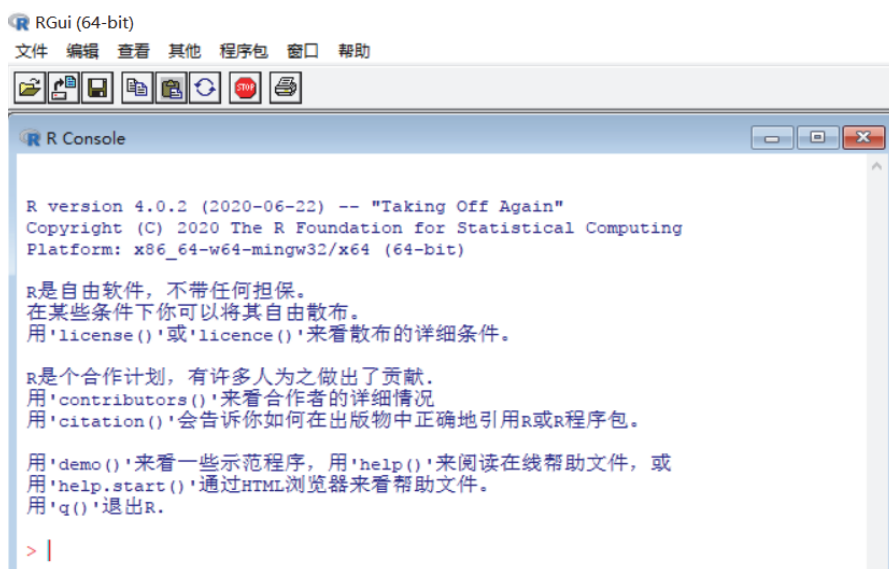 RGui (64-bit)
文件 编辑 查看 其他 程序包 窗口 帮助
STOP
R Console
R version 4.0.2 (2020-06-22) -- "Taking Off Again"
Copyright (C) 2020 The R Foundation for Statistical Computing
Platform: x86_64-w64-mingw32/x64 (64-bit)
R是自由软件，不带任何担保。
在某些条件下你可以将其自由散布。
用'license()'或'licence()'来看散布的详细条件。
R是个合作计划，有许多人为之做出了贡献.
用'contributors()'来看合作者的详细情况
用'citation()'会告诉你如何在出版物中正确地引用R或R程序包。
用'demo()'来看一些示范程序，用'help()'来阅读在线帮助文件，或
用'help.start()'通过HTML浏览器来看帮助文件。
用'q()'退出R.
>